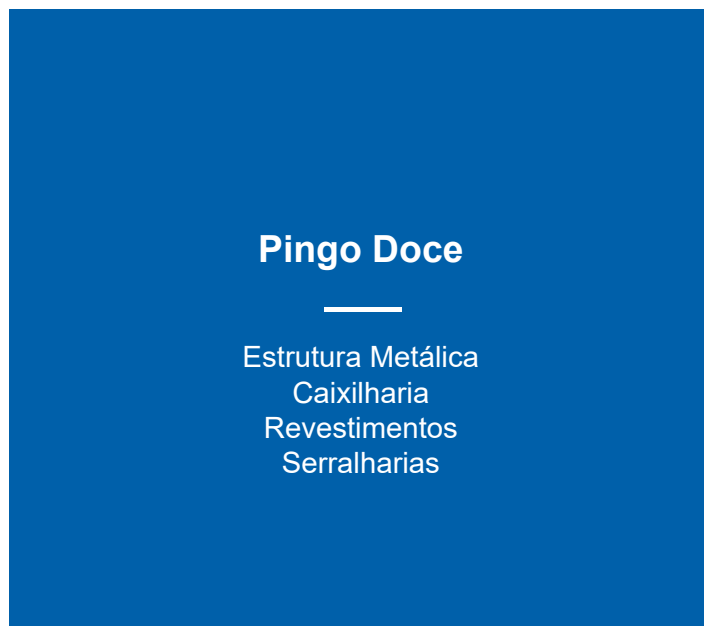 Pingo Doce
Estrutura Metálica
Caixilharia
Revestimentos
Serralharias